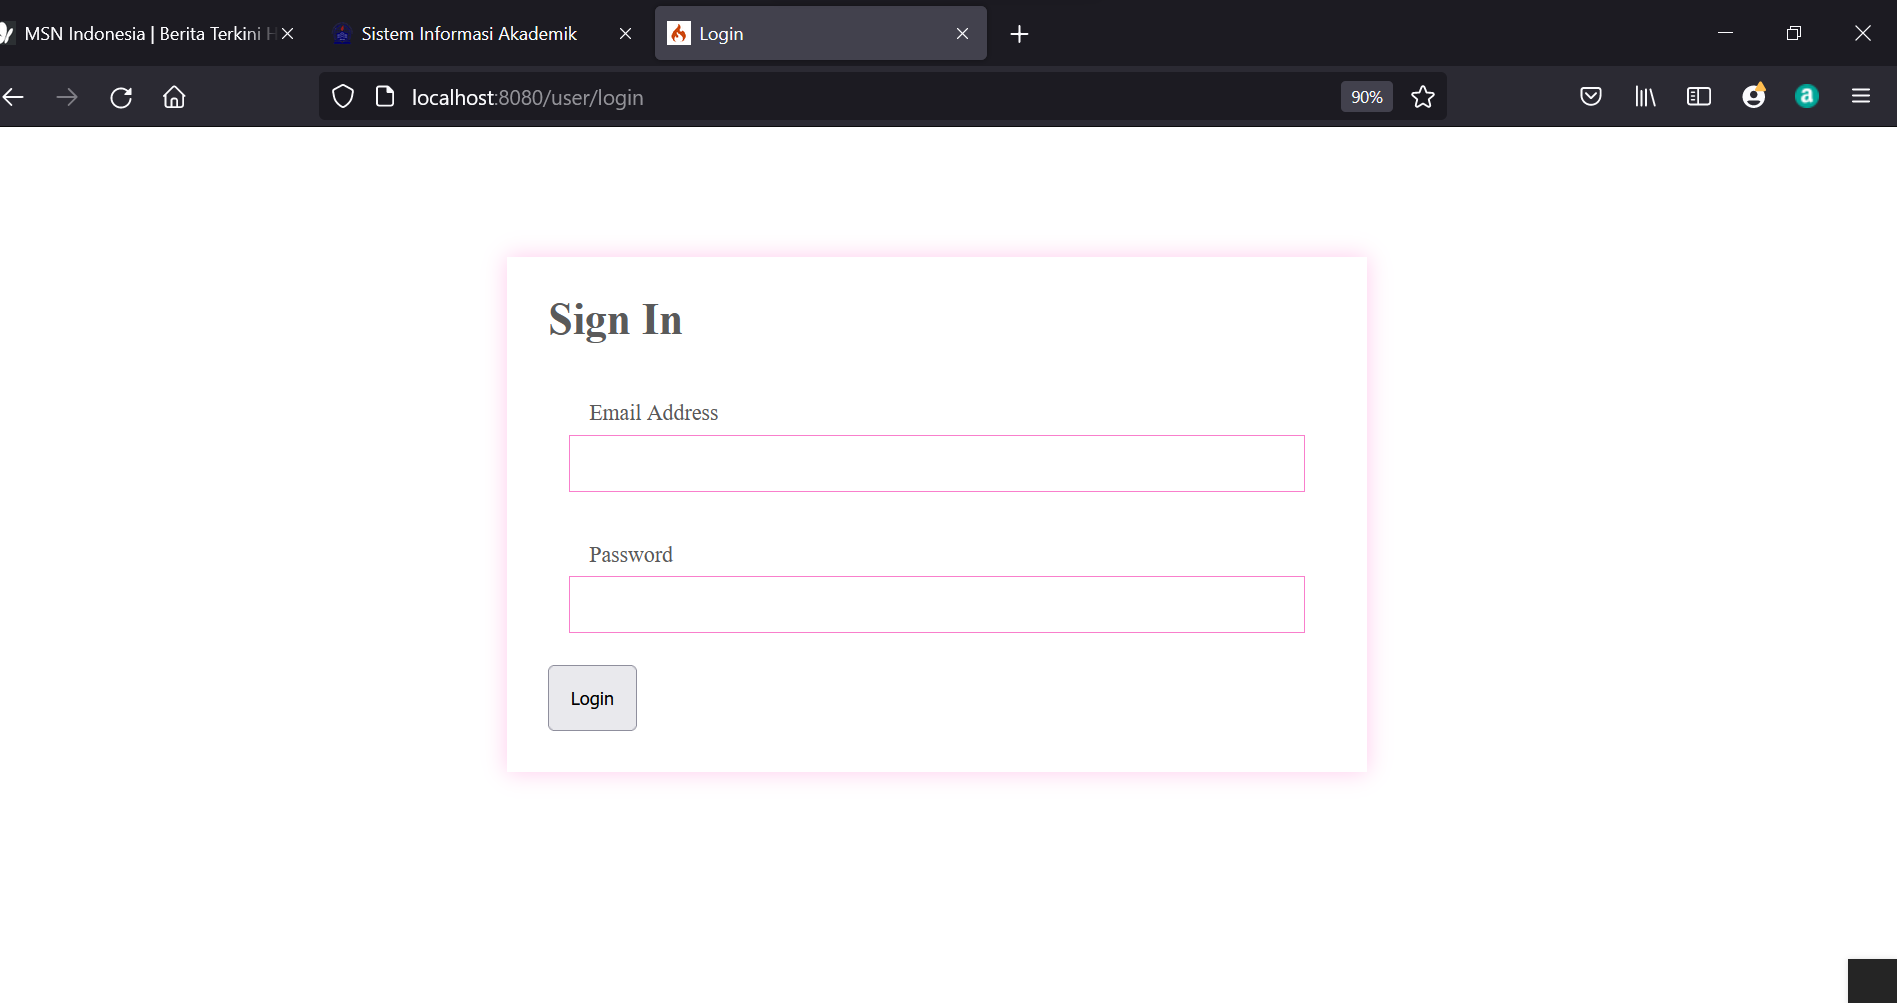 MSN Indonesia | Berita Terkini
Sistem Informasi Akademik
Login
localhost:8080/user/login
90%
a
Sign In
Email Address
Password
Login